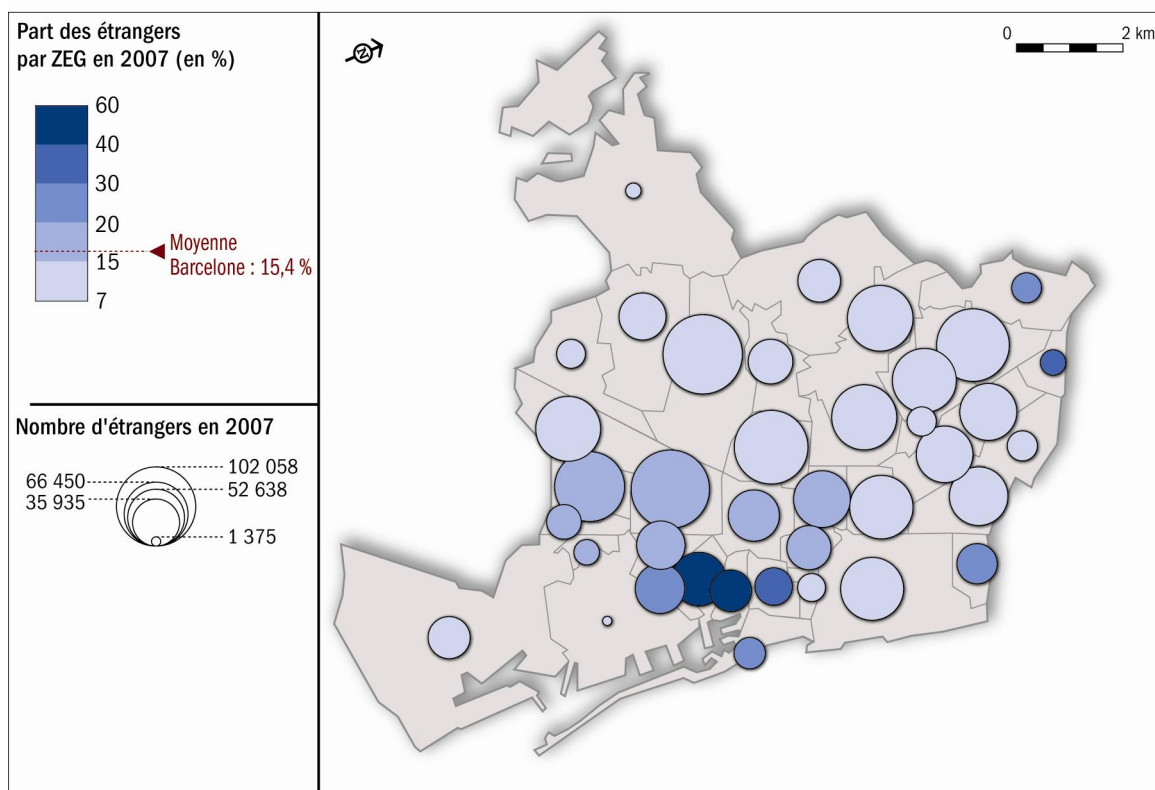 Part des étrangers
par ZEG en 2007 (en %)
60
40
30
20
15
7
Moyenne
Barcelone : 15,4 %
Nombre d'étrangers en 2007
102 058
66 450
52 638
35 935
1 375
N
0 2 km